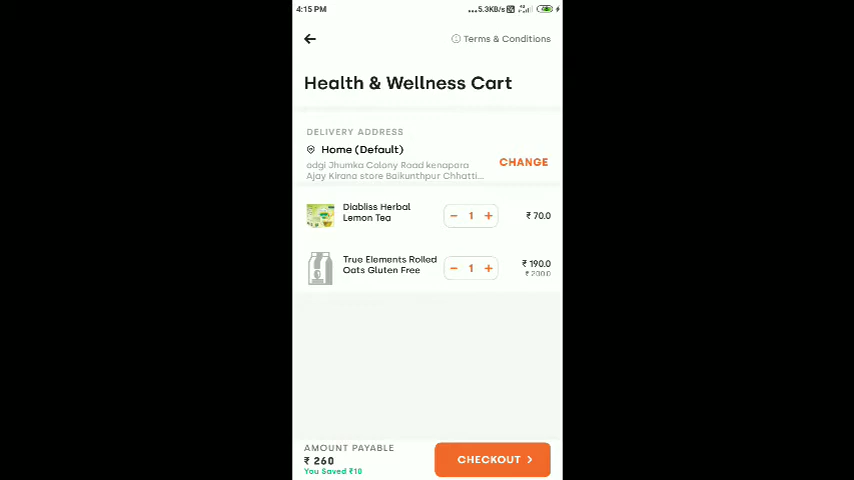 4:15 PM
...5.3KB/s
Terms & Conditions
Health & Wellness Cart
DELIVERY ADDRESS
Home (Default)
odgi Jhumka Colony Road kenapara
CHANGE
Ajay Kirana store Baikunthpur Chhatti...
Diabliss Herbal
Lemon Tea
− 1 +
₹ 70.0
True Elements Rolled
Oats Gluten Free
− 1 +
₹ 190.0
₹ 200.0
AMOUNT PAYABLE
₹ 260
You Saved ₹10
CHECKOUT >